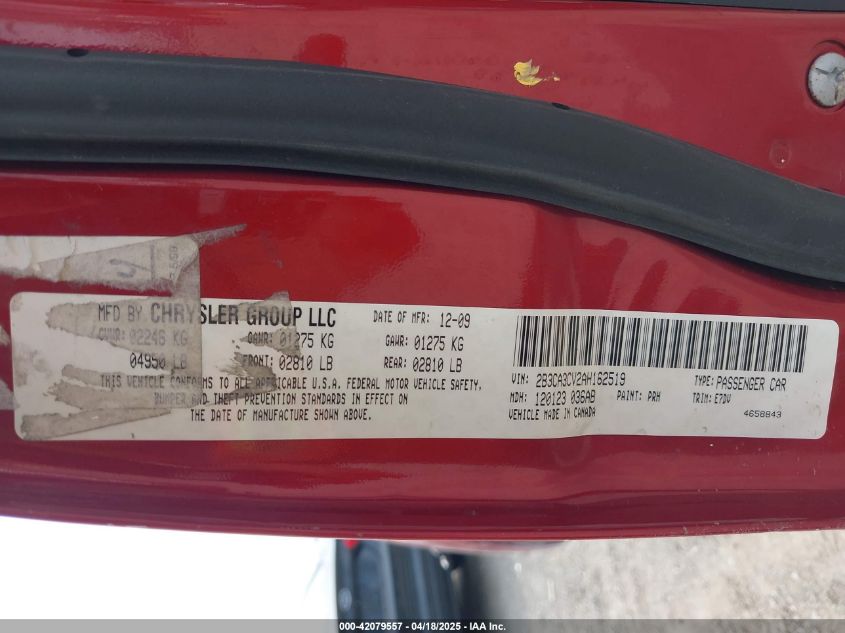 MFD BY CHRYSLER GROUP LLC
DATE OF MFR: 12-09
GVWR: 02246 KG
GAWR: 01275 KG
GAWR: 01275 KG
04950 LB
FRONT: 02810 LB
REAR: 02810 LB
THIS VEHICLE CONFORMS TO ALL APPLICABLE U.S.A. FEDERAL MOTOR VEHICLE SAFETY,
BUMPER AND THEFT PREVENTION STANDARDS IN EFFECT ON
THE DATE OF MANUFACTURE SHOWN ABOVE.
VIN: 2B3CA3CV2AH162519
TYPE: PASSENGER CAR
MDH: 120123 036AB
PAINT: PRH
TRIM: E7DV
VEHICLE MADE IN CANADA
4658843
000-42079557 - 04/18/2025 - IAA Inc.